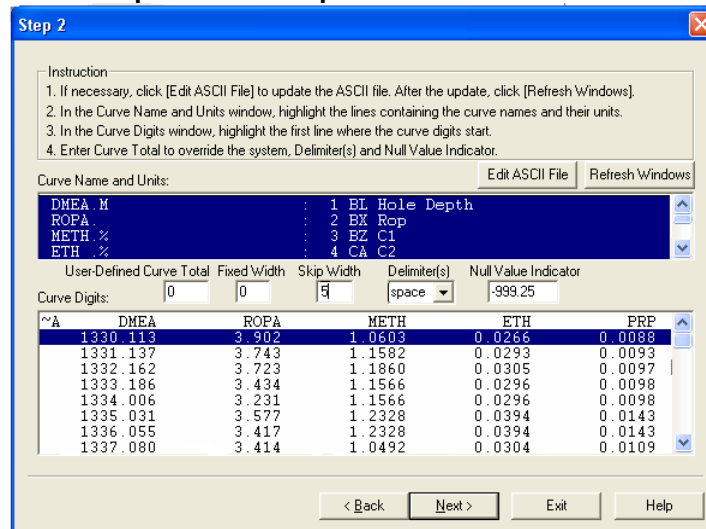 Step 2
Instruction
1. If necessary, click [Edit ASCII File] to update the ASCII file. After the update, click [Refresh Windows].
2. In the Curve Name and Units window, highlight the lines containing the curve names and their units.
3. In the Curve Digits window, highlight the first line where the curve digits start.
4. Enter Curve Total to override the system, Delimiter(s) and Null Value Indicator.
Curve Name and Units: Edit ASCII File Refresh Windows
DMEA.M : 1 BL Hole Depth
ROPA. : 2 BX Rop
METH.% : 3 BZ C1
ETH .% : 4 CA C2
User-Defined Curve Total Fixed Width Skip Width Delimiter(s) Null Value Indicator
Curve Digits: 0 0 5 space -999.25
~A DMEA ROPA METH ETH PRP
1330.113 3.902 1.0603 0.0266 0.0088
1331.137 3.743 1.1582 0.0293 0.0093
1332.162 3.723 1.1860 0.0305 0.0097
1333.186 3.434 1.1566 0.0296 0.0098
1334.006 3.231 1.1566 0.0296 0.0098
1335.031 3.577 1.2328 0.0394 0.0143
1336.055 3.417 1.2328 0.0394 0.0143
1337.080 3.414 1.0492 0.0304 0.0109
< Back Next > Exit Help